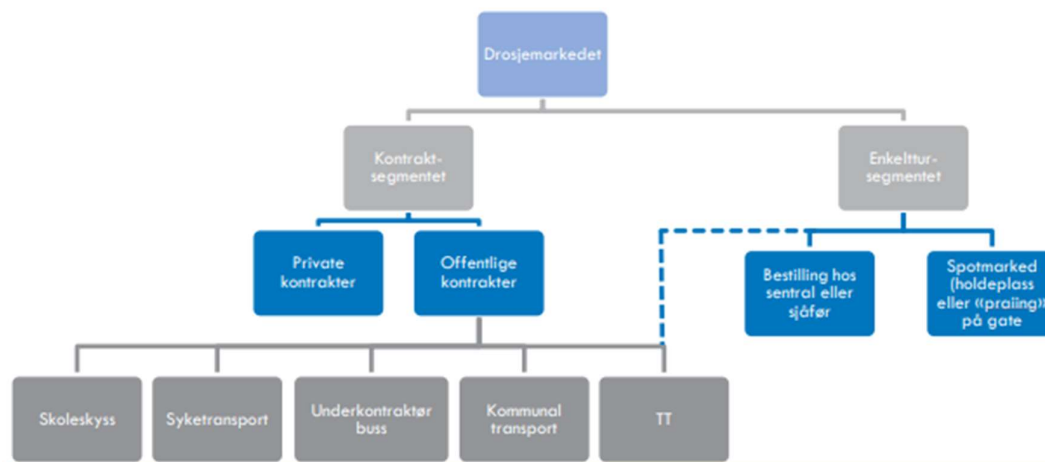 Drosjemarkedet
Kontrakt-
segmentet
Enkelttur-
segmentet
Private
kontrakter
Offentlige
kontrakter
Bestilling hos
sentral eller
sjåfør
Spotmarked
(holdeplass
eller «praiing»
på gate
Skoleskyss
Syketransport
Underkontraktør
buss
Kommunal
transport
TT